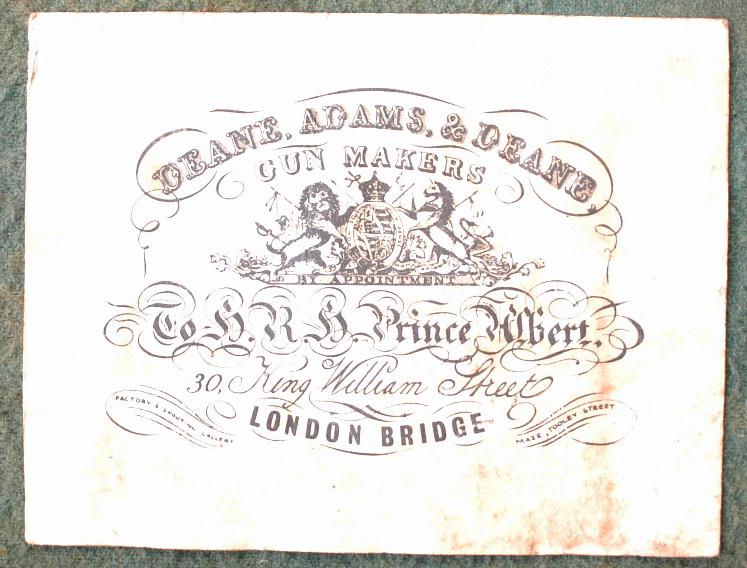 DEANE, ADAMS, & DEANE,
GUN MAKERS
BY APPOINTMENT
To H.R.H. Prince Albert.
30, King William Street
LONDON BRIDGE
FACTORY & SHOOTING GALLERY
MAZE, TOOLEY STREET